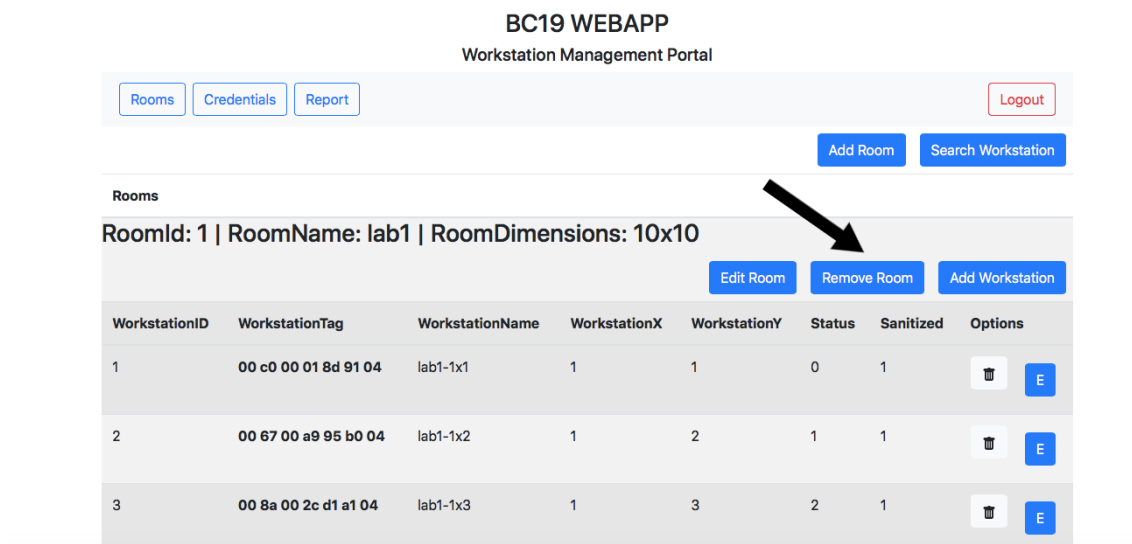 BC19 WEBAPP
Workstation Management Portal
Rooms Credentials Report Logout
Add Room Search Workstation
Rooms
RoomId: 1 | RoomName: lab1 | RoomDimensions: 10x10
Edit Room Remove Room Add Workstation
WorkstationID WorkstationTag WorkstationName WorkstationX WorkstationY Status Sanitized Options
1 00 c0 00 01 8d 91 04 lab1-1x1 1 1 0 1 E
2 00 67 00 a9 95 b0 04 lab1-1x2 1 2 1 1 E
3 00 8a 00 2c d1 a1 04 lab1-1x3 1 3 2 1 E